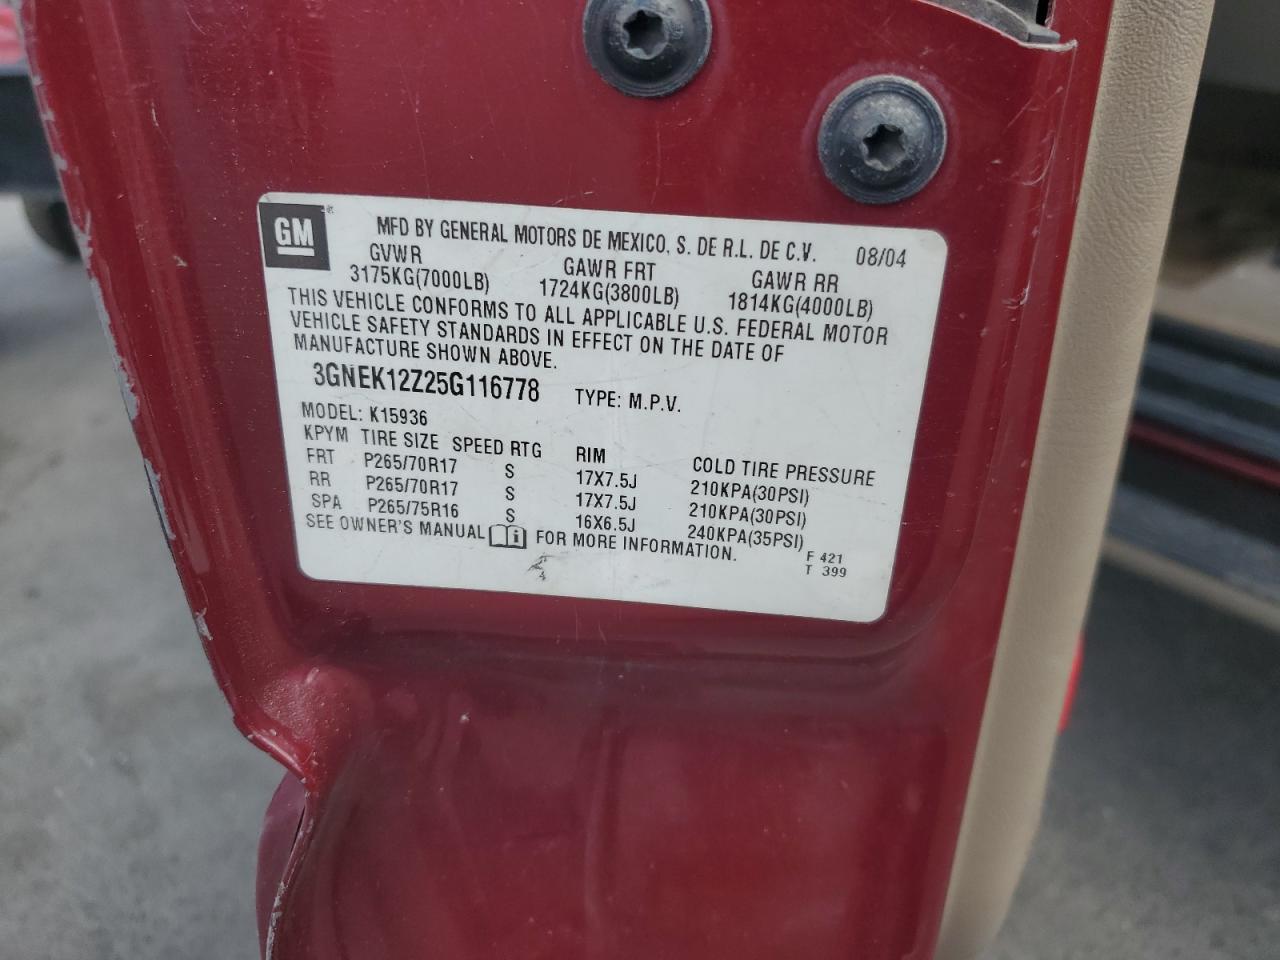 GM
MFD BY GENERAL MOTORS DE MEXICO, S. DE R.L. DE C.V. 08/04
GVWR GAWR FRT GAWR RR
3175KG(7000LB) 1724KG(3800LB) 1814KG(4000LB)
THIS VEHICLE CONFORMS TO ALL APPLICABLE U.S. FEDERAL MOTOR
VEHICLE SAFETY STANDARDS IN EFFECT ON THE DATE OF
MANUFACTURE SHOWN ABOVE.
3GNEK12Z25G116778 TYPE: M.P.V.
MODEL: K15936
KPYM TIRE SIZE SPEED RTG RIM COLD TIRE PRESSURE
FRT P265/70R17 S 17X7.5J 210KPA(30PSI)
RR P265/70R17 S 17X7.5J 210KPA(30PSI)
SPA P265/75R16 S 16X6.5J 240KPA(35PSI)
SEE OWNER'S MANUAL FOR MORE INFORMATION.
F 421
T 399